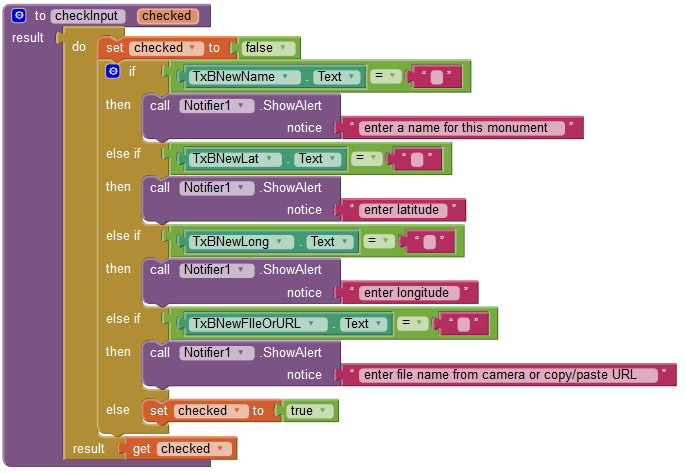 to checkInput checked
result do set checked to false
if TxBNewName . Text = “ ”
then call Notifier1 .ShowAlert
notice “ enter a name for this monument ”
else if TxBNewLat . Text = “ ”
then call Notifier1 .ShowAlert
notice “ enter latitude ”
else if TxBNewLong . Text = “ ”
then call Notifier1 .ShowAlert
notice “ enter longitude ”
else if TxBNewFIleOrURL . Text = “ ”
then call Notifier1 .ShowAlert
notice “ enter file name from camera or copy/paste URL ”
else set checked to true
result get checked